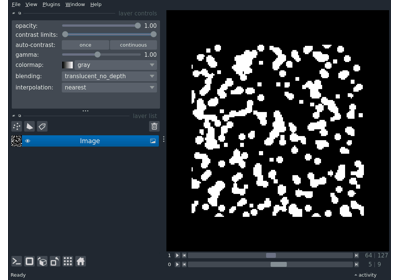 File View Plugins Window Help
layer controls
opacity: 1.00
contrast limits:
auto-contrast: once continuous
gamma: 1.00
colormap: gray
blending: translucent_no_depth
interpolation: nearest
layer list
Image
1 64 127
0 5 9
Ready activity